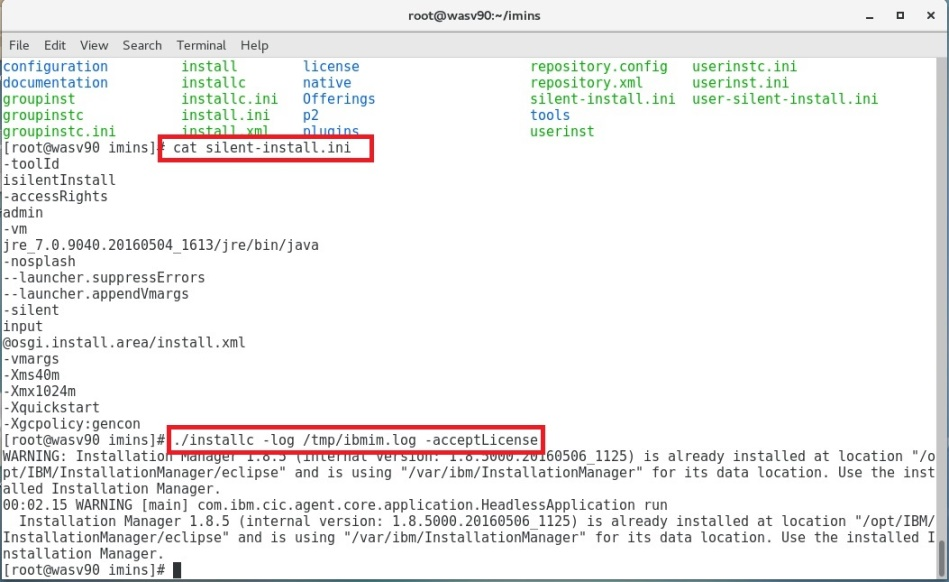 root@wasv90:~/imins
File Edit View Search Terminal Help
configuration install license repository.config userinstc.ini
documentation installc native repository.xml userinst.ini
groupinst installc.ini Offerings silent-install.ini user-silent-install.ini
groupinstc install.ini p2 tools
groupinstc.ini install.xml plugins userinst
[root@wasv90 imins]# cat silent-install.ini
-toolId
isilentInstall
-accessRights
admin
-vm
jre_7.0.9040.20160504_1613/jre/bin/java
-nosplash
--launcher.suppressErrors
--launcher.appendVmargs
-silent
input
@osgi.install.area/install.xml
-vmargs
-Xms40m
-Xmx1024m
-Xquickstart
-Xgcpolicy:gencon
[root@wasv90 imins]# ./installc -log /tmp/ibmim.log -acceptLicense
WARNING: Installation Manager 1.8.5 (internal version: 1.8.5000.20160506_1125) is already installed at location "/o
pt/IBM/InstallationManager/eclipse" and is using "/var/ibm/InstallationManager" for its data location. Use the inst
alled Installation Manager.
00:02.15 WARNING [main] com.ibm.cic.agent.core.application.HeadlessApplication run
Installation Manager 1.8.5 (internal version: 1.8.5000.20160506_1125) is already installed at location "/opt/IBM/
InstallationManager/eclipse" and is using "/var/ibm/InstallationManager" for its data location. Use the installed I
nstallation Manager.
[root@wasv90 imins]#